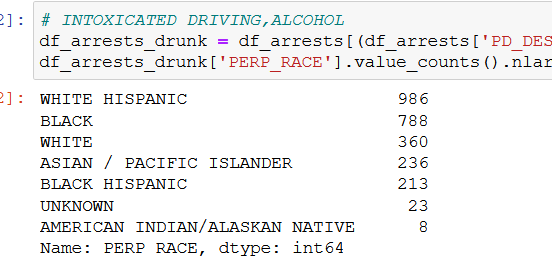 2]: # INTOXICATED DRIVING,ALCOHOL
df_arrests_drunk = df_arrests[(df_arrests['PD_DES
df_arrests_drunk['PERP_RACE'].value_counts().nlar
2]: WHITE HISPANIC 986
BLACK 788
WHITE 360
ASIAN / PACIFIC ISLANDER 236
BLACK HISPANIC 213
UNKNOWN 23
AMERICAN INDIAN/ALASKAN NATIVE 8
Name: PERP_RACE, dtype: int64